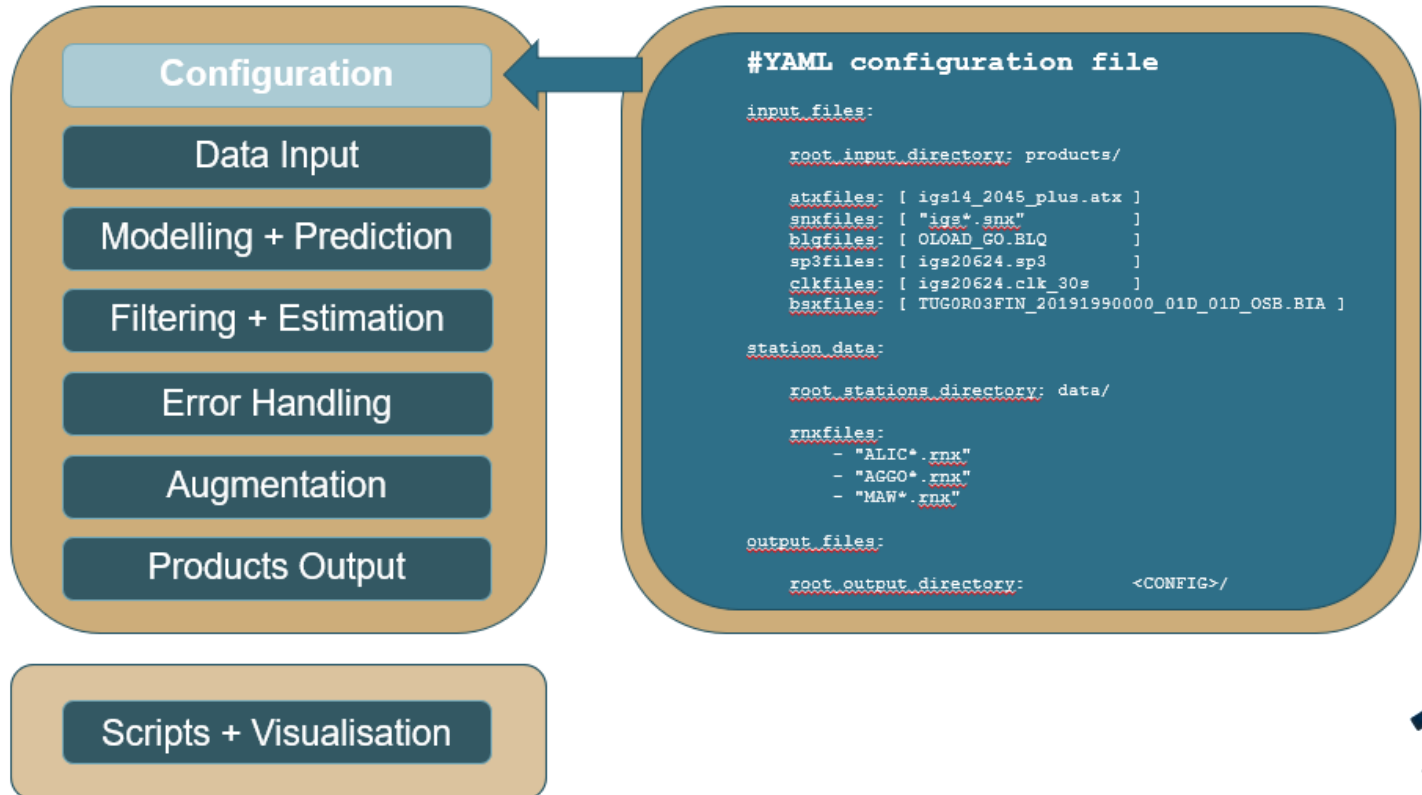 Configuration
Data Input
Modelling + Prediction
Filtering + Estimation
Error Handling
Augmentation
Products Output
Scripts + Visualisation
#YAML configuration file
input_files:
root_input_directory: products/
atxfiles: [ igs14_2045_plus.atx ]
snxfiles: [ "igs*.snx" ]
blqfiles: [ OLOAD_GO.BLQ ]
sp3files: [ igs20624.sp3 ]
clkfiles: [ igs20624.clk_30s ]
bsxfiles: [ TUG0R03FIN_20191990000_01D_01D_OSB.BIA ]
station_data:
root_stations_directory: data/
rnxfiles:
- "ALIC*.rnx"
- "AGGO*.rnx"
- "MAW*.rnx"
output_files:
root_output_directory: <CONFIG>/